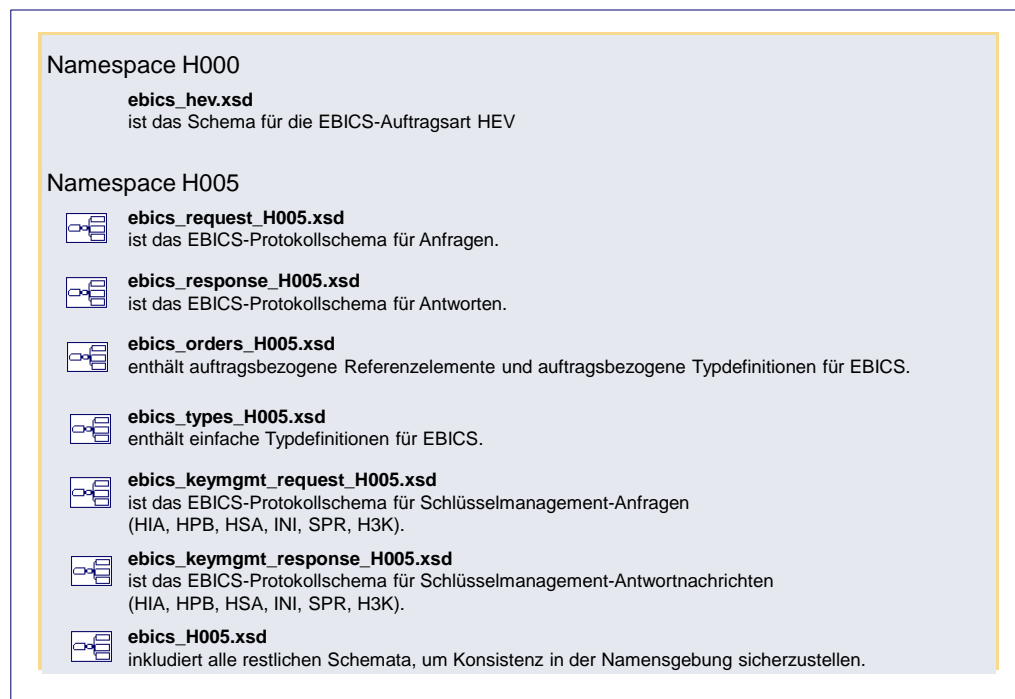 Namespace H000
ebics_hev.xsd
ist das Schema für die EBICS-Auftragsart HEV
Namespace H005
ebics_request_H005.xsd
ist das EBICS-Protokollschema für Anfragen.
ebics_response_H005.xsd
ist das EBICS-Protokollschema für Antworten.
ebics_orders_H005.xsd
enthält auftragsbezogene Referenzelemente und auftragsbezogene Typdefinitionen für EBICS.
ebics_types_H005.xsd
enthält einfache Typdefinitionen für EBICS.
ebics_keymgmt_request_H005.xsd
ist das EBICS-Protokollschema für Schlüsselmanagement-Anfragen
(HIA, HPB, HSA, INI, SPR, H3K).
ebics_keymgmt_response_H005.xsd
ist das EBICS-Protokollschema für Schlüsselmanagement-Antwortnachrichten
(HIA, HPB, HSA, INI, SPR, H3K).
ebics_H005.xsd
inkludiert alle restlichen Schemata, um Konsistenz in der Namensgebung sicherzustellen.